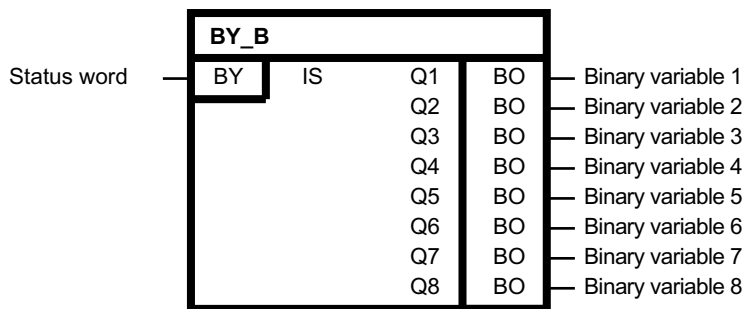 BY_B
Status word BY IS Q1 BO Binary variable 1
Q2 BO Binary variable 2
Q3 BO Binary variable 3
Q4 BO Binary variable 4
Q5 BO Binary variable 5
Q6 BO Binary variable 6
Q7 BO Binary variable 7
Q8 BO Binary variable 8